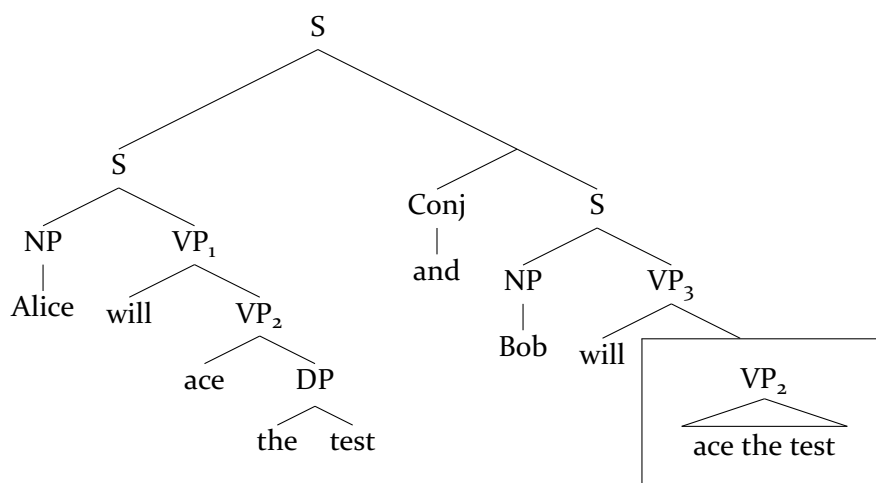 S
S
Conj S
NP VP₁
and NP VP₃
Alice will VP₂
Bob will
ace DP
VP₂
the test
ace the test